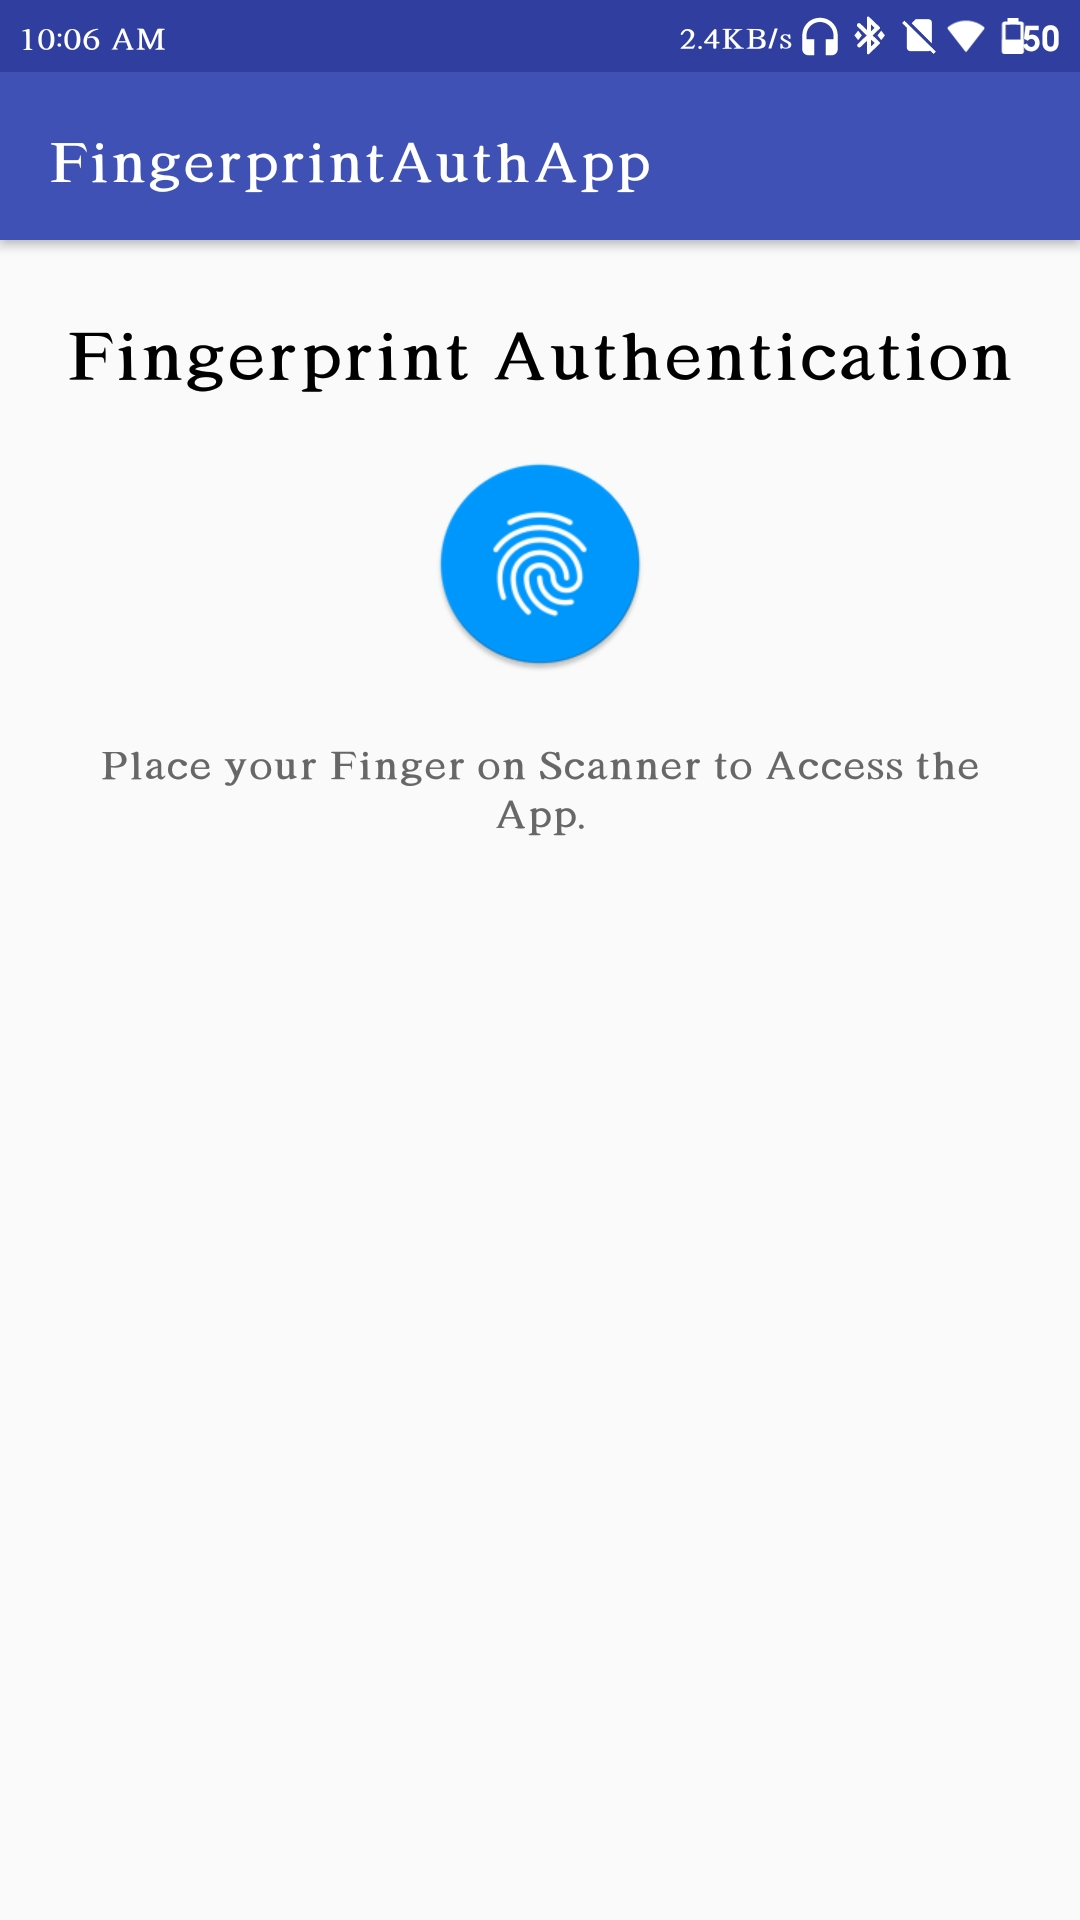 10:06 AM 2.4KB/s 50
FingerprintAuthApp
Fingerprint Authentication
Place your Finger on Scanner to Access the
App.